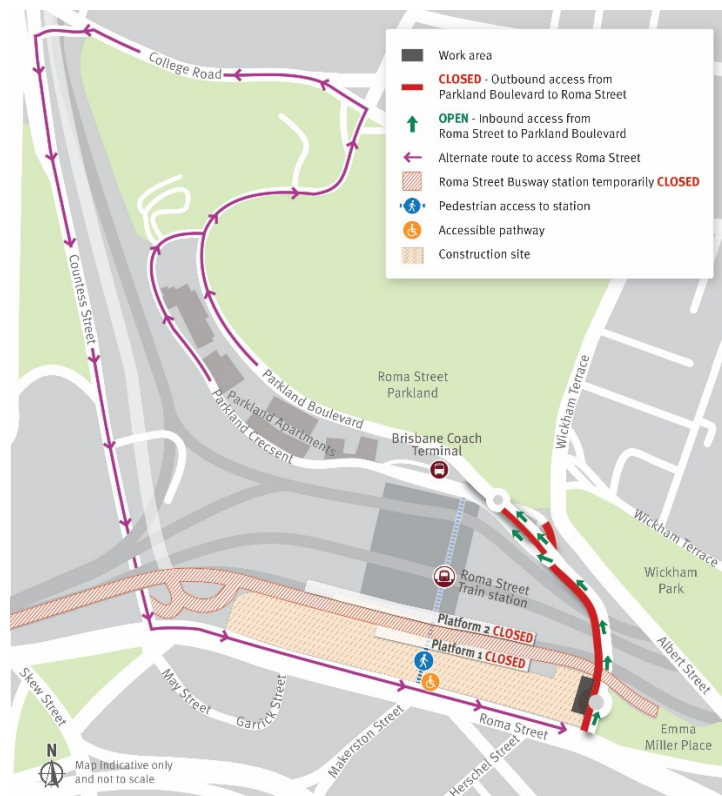 College Road
Work area
CLOSED - Outbound access from
Parkland Boulevard to Roma Street
OPEN - Inbound access from
Roma Street to Parkland Boulevard
Alternate route to access Roma Street
Roma Street Busway station temporarily CLOSED
Pedestrian access to station
Accessible pathway
Construction site
Countess Street
Parkland Boulevard
Parkland Apartments
Parkland Crecsent
Roma Street
Parkland
Brisbane Coach
Terminal
Wickham Terrace
Wickham Terrace
Wickham
Park
Albert Street
Roma Street
Train station
Platform 2 CLOSED
Platform 1 CLOSED
Skew Street
May Street
Garrick Street
Makerston Street
Roma Street
Herschel Street
Emma
Miller Place
N
Map indicative only
and not to scale